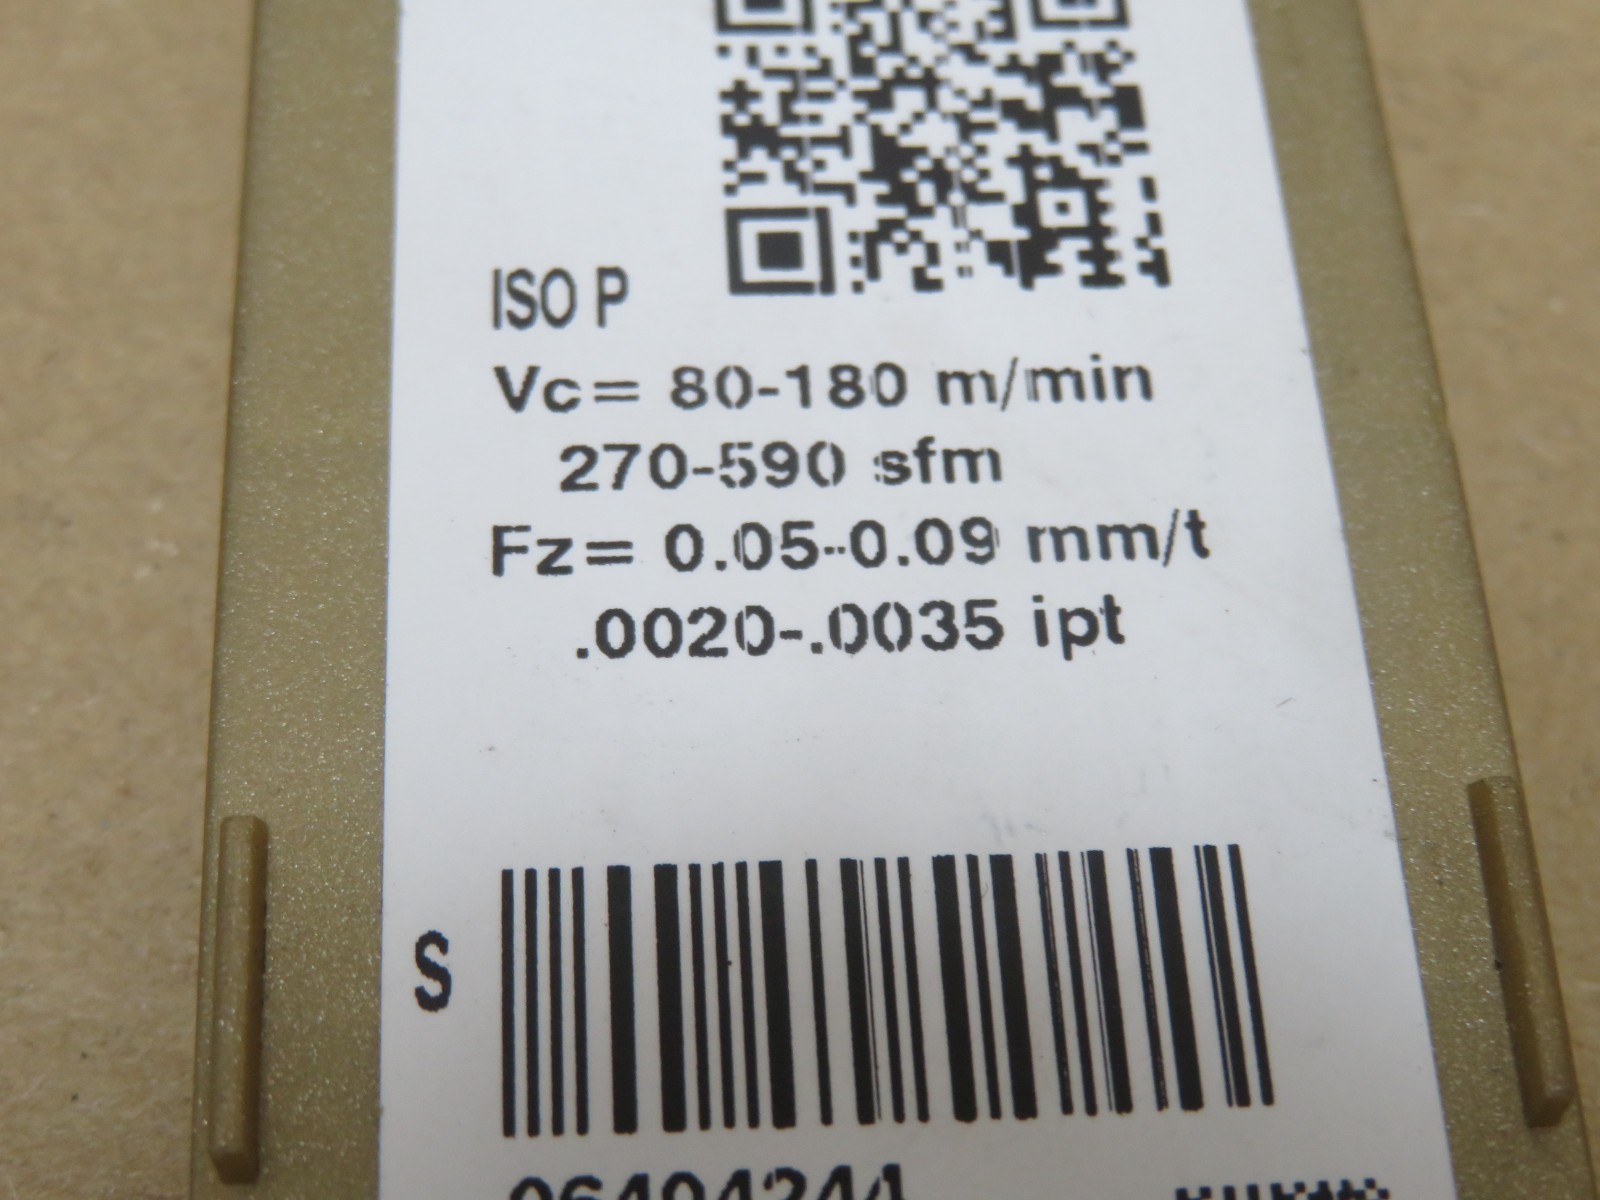 ISO P
Vc= 80-180 m/min
270-590 sfm
Fz= 0.05-0.09 mm/t
.0020-.0035 ipt
S